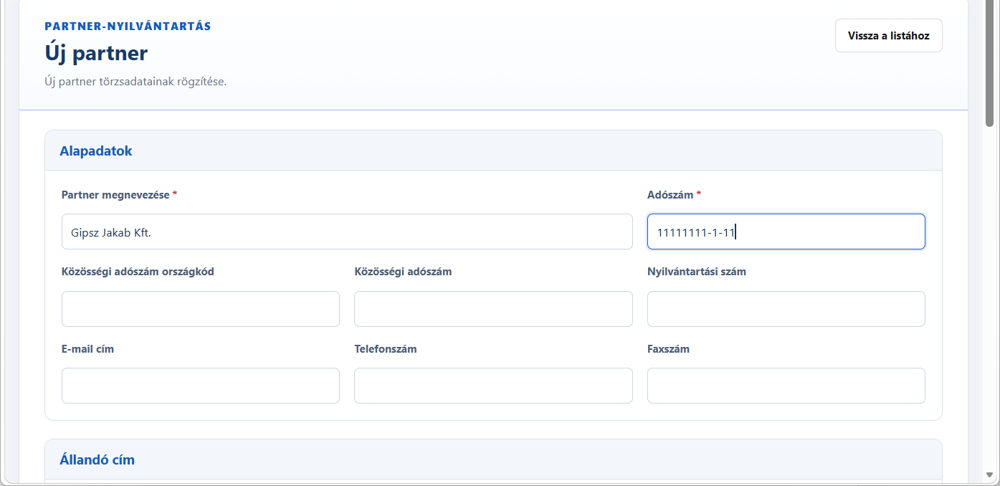 PARTNER-NYILVÁNTARTÁS
Új partner
Új partner törzsadatainak rögzítése.
Vissza a listához
Alapadatok
Partner megnevezése *
Adószám *
Gipsz Jakab Kft.
11111111-1-11
Közösségi adószám országkód
Közösségi adószám
Nyilvántartási szám
E-mail cím
Telefonszám
Faxszám
Állandó cím